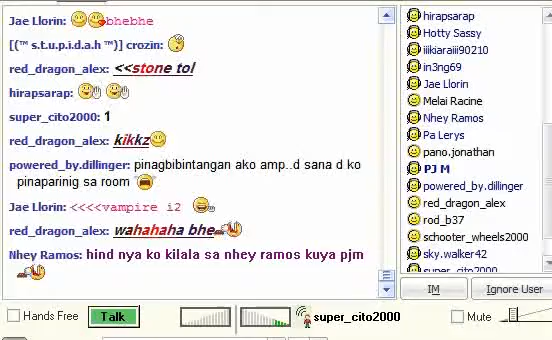 Jae Llorin: bhebhe
[(™ s.t.u.p.i.d.a.h ™)] crozin:
red_dragon_alex: <<stone tol
hirapsarap:
super_cito2000: 1
red_dragon_alex: kikkz
powered_by.dillinger: pinagbibintangan ako amp..d sana d ko
pinaparinig sa room
Jae Llorin: <<<<vampire i2
red_dragon_alex: wahahaha bhe
Nhey Ramos: hind nya ko kilala sa nhey ramos kuya pjm
hirapsarap
Hotty Sassy
iiikiaraiii90210
in3ng69
Jae Llorin
Melai Racine
Nhey Ramos
Pa Lerys
pano.jonathan
PJ M
powered_by.dillinger
red_dragon_alex
rod_b37
schooter_wheels2000
sky.walker42
super_cito2000
IM
Ignore User
Hands Free
Talk
super_cito2000
Mute